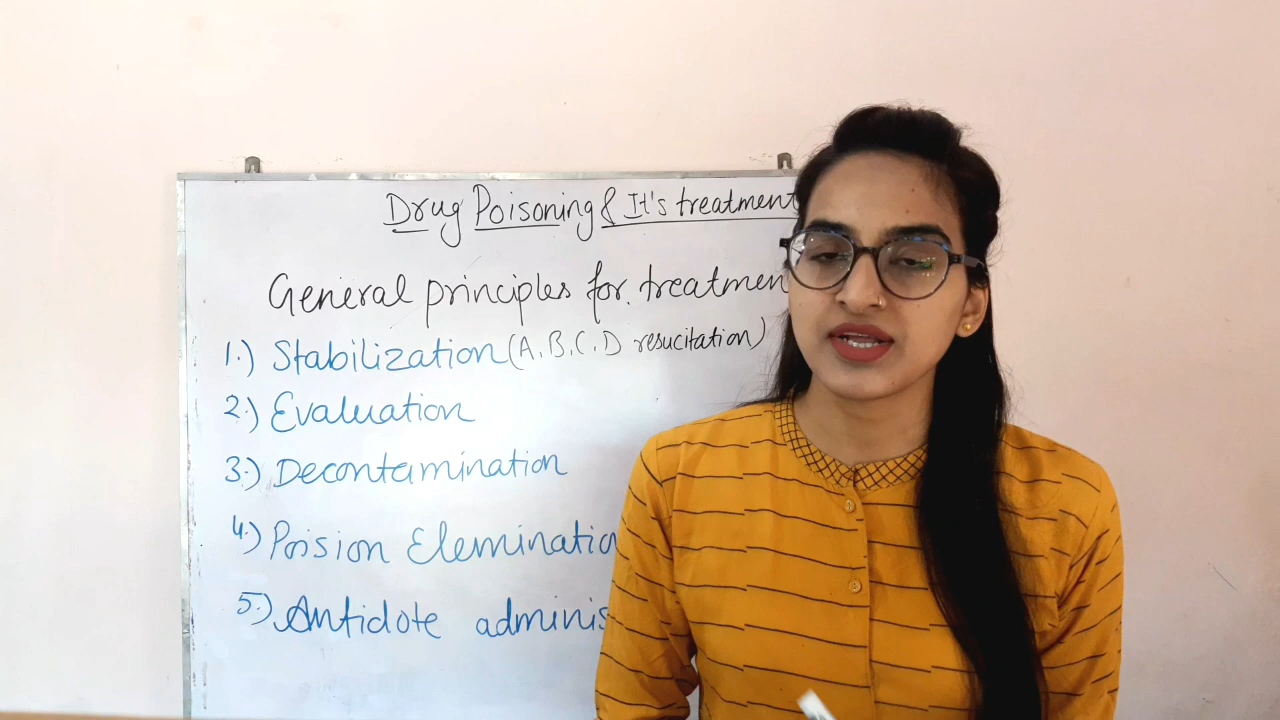 Drug Poisoning & It's treatment
General principles for treatmen
1.) Stabilization (A, B, C, D resucitation)
2.) Evaluation
3.) Decontamination
4.) Poision Eleminatio
5.) Antidote adminis